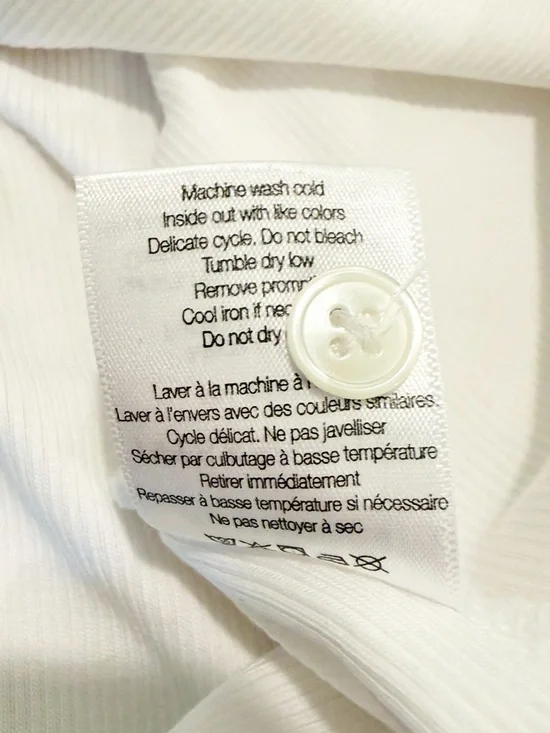 Machine wash cold
Inside out with like colors
Delicate cycle. Do not bleach
Tumble dry low
Remove
Cool iron if
Do not dry
Laver à la machine à
Laver à l'envers avec des couleurs similaires.
Cycle délicat. Ne pas javelliser
Sécher par culbutage à basse température
Retirer immédiatement
Repasser à basse température si nécessaire
Ne pas nettoyer à sec